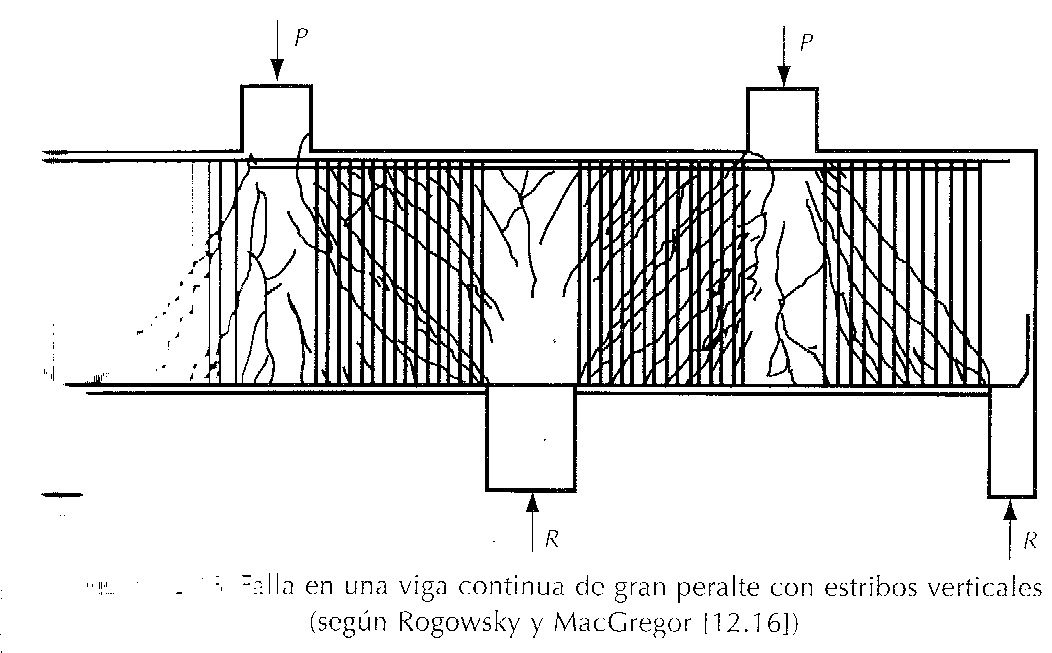 P
P
R
R
Falla en una viga continua de gran peralte con estribos verticales
(según Rogowsky y MacGregor [12.16])